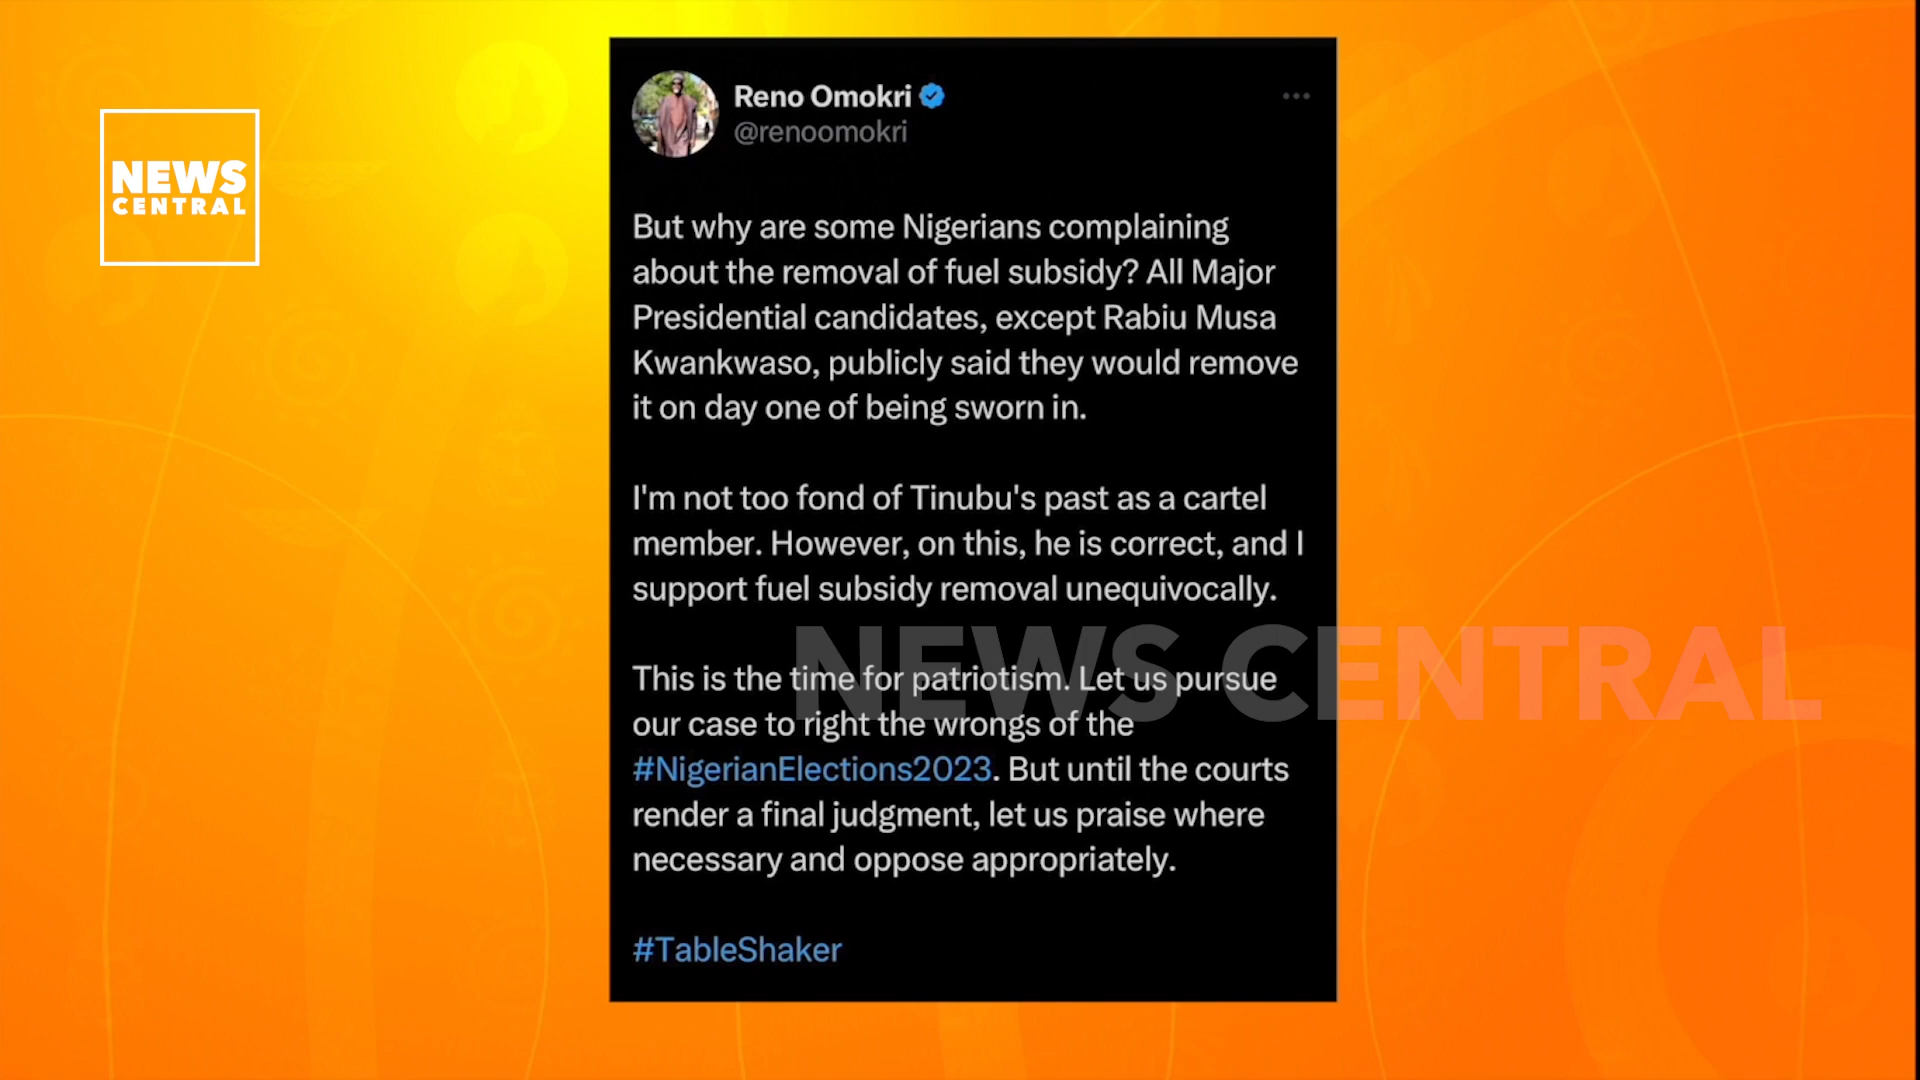 NEWS
CENTRAL
Reno Omokri
@renoomokri
But why are some Nigerians complaining
about the removal of fuel subsidy? All Major
Presidential candidates, except Rabiu Musa
Kwankwaso, publicly said they would remove
it on day one of being sworn in.
I'm not too fond of Tinubu's past as a cartel
member. However, on this, he is correct, and I
support fuel subsidy removal unequivocally.
This is the time for patriotism. Let us pursue
our case to right the wrongs of the
#NigerianElections2023. But until the courts
render a final judgment, let us praise where
necessary and oppose appropriately.
#TableShaker
NEWS CENTRAL